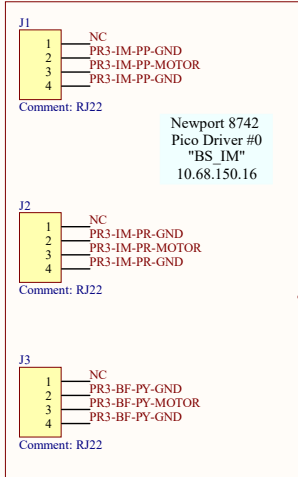 J1
1 NC
2 PR3-IM-PP-GND
3 PR3-IM-PP-MOTOR
4 PR3-IM-PP-GND
Comment: RJ22
Newport 8742
Pico Driver #0
"BS_IM"
10.68.150.16
J2
1 NC
2 PR3-IM-PR-GND
3 PR3-IM-PR-MOTOR
4 PR3-IM-PR-GND
Comment: RJ22
J3
1 NC
2 PR3-BF-PY-GND
3 PR3-BF-PY-MOTOR
4 PR3-BF-PY-GND
Comment: RJ22